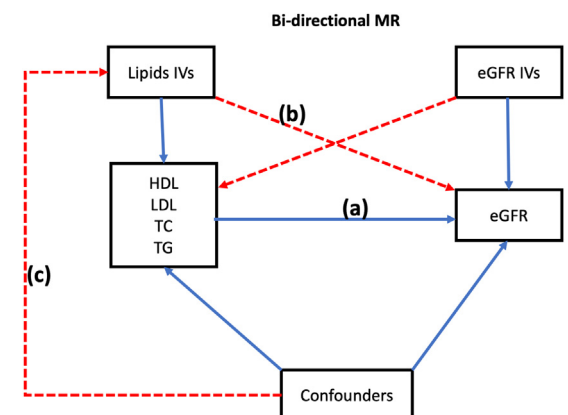 Bi-directional MR
Lipids IVs
eGFR IVs
(b)
HDL
LDL
TC
TG
(a)
eGFR
(c)
Confounders